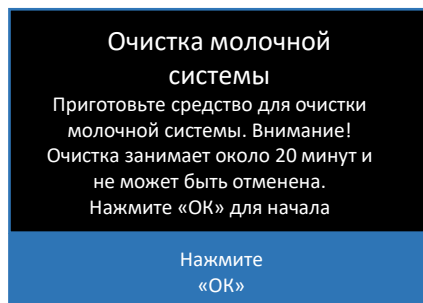 Очистка молочной
системы
Приготовьте средство для очистки
молочной системы. Внимание!
Очистка занимает около 20 минут и
не может быть отменена.
Нажмите «ОК» для начала
Нажмите
«ОК»